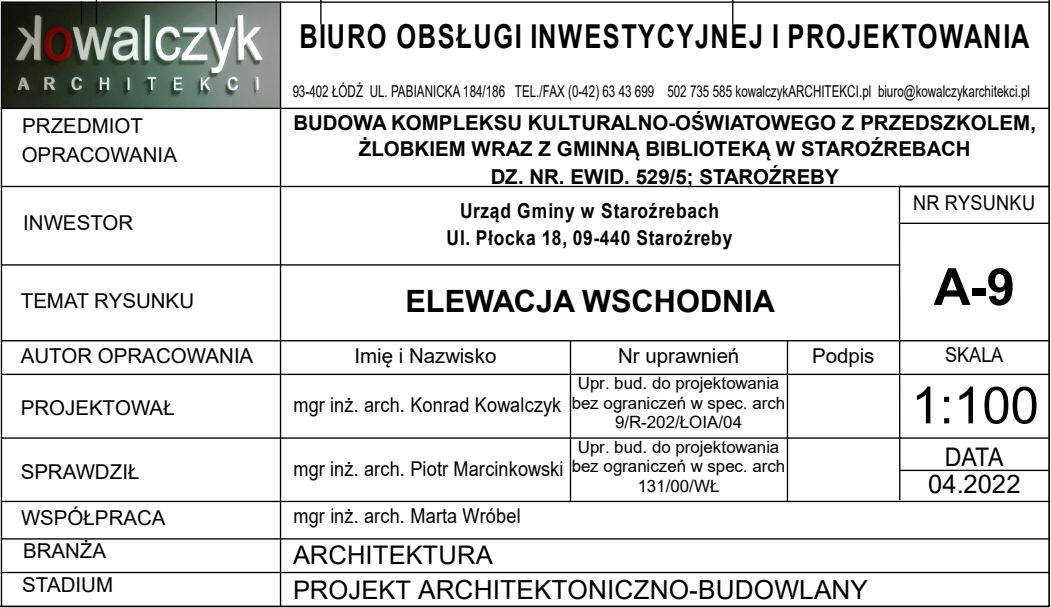 kowalczyk
ARCHITEKCI
BIURO OBSŁUGI INWESTYCYJNEJ I PROJEKTOWANIA
93-402 ŁÓDŹ UL. PABIANICKA 184/186 TEL./FAX (0-42) 63 43 699 502 735 585 kowalczykARCHITEKCI.pl biuro@kowalczykarchitekci.pl
PRZEDMIOT
OPRACOWANIA
BUDOWA KOMPLEKSU KULTURALNO-OŚWIATOWEGO Z PRZEDSZKOLEM,
ŻLOBKIEM WRAZ Z GMINNĄ BIBLIOTEKĄ W STAROŹREBACH
DZ. NR. EWID. 529/5; STAROŹREBY
INWESTOR
Urząd Gminy w Staroźrebach
Ul. Płocka 18, 09-440 Staroźreby
NR RYSUNKU
A-9
TEMAT RYSUNKU
ELEWACJA WSCHODNIA
AUTOR OPRACOWANIA
Imię i Nazwisko
Nr uprawnień
Podpis
SKALA
PROJEKTOWAŁ
mgr inż. arch. Konrad Kowalczyk
Upr. bud. do projektowania
bez ograniczeń w spec. arch
9/R-202/ŁOIA/04
1:100
SPRAWDZIŁ
mgr inż. arch. Piotr Marcinkowski
Upr. bud. do projektowania
bez ograniczeń w spec. arch
131/00/WŁ
DATA
04.2022
WSPÓŁPRACA
mgr inż. arch. Marta Wróbel
BRANŻA
ARCHITEKTURA
STADIUM
PROJEKT ARCHITEKTONICZNO-BUDOWLANY